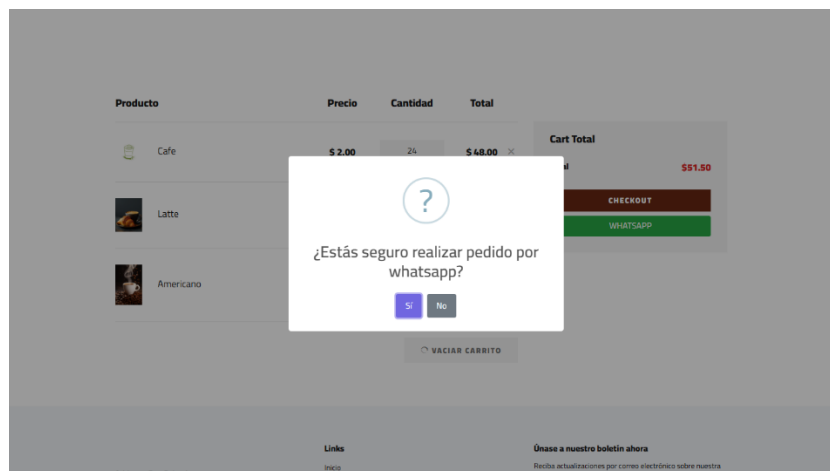 Producto Precio Cantidad Total
Cafe $ 2.00 24 $ 48.00 ×
Latte
Americano
Cart Total
$51.50
CHECKOUT
WHATSAPP
?
¿Estás seguro realizar pedido por
whatsapp?
Sí No
VACIAR CARRITO
Links
Inicio
Únase a nuestro boletín ahora
Reciba actualizaciones por correo electrónico sobre nuestra